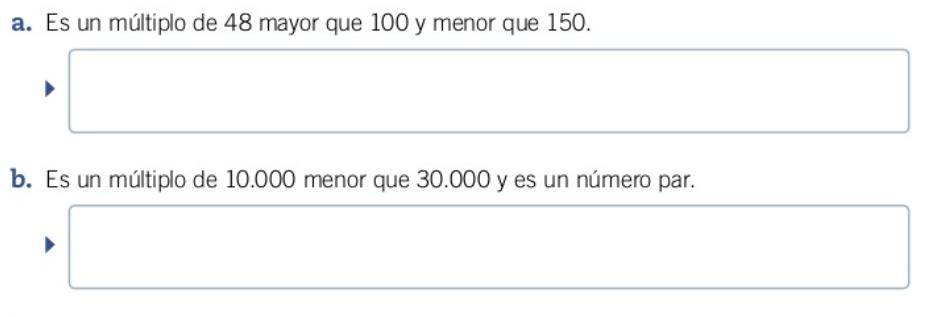 a. Es un múltiplo de 48 mayor que 100 y menor que 150.
b. Es un múltiplo de 10.000 menor que 30.000 y es un número par.